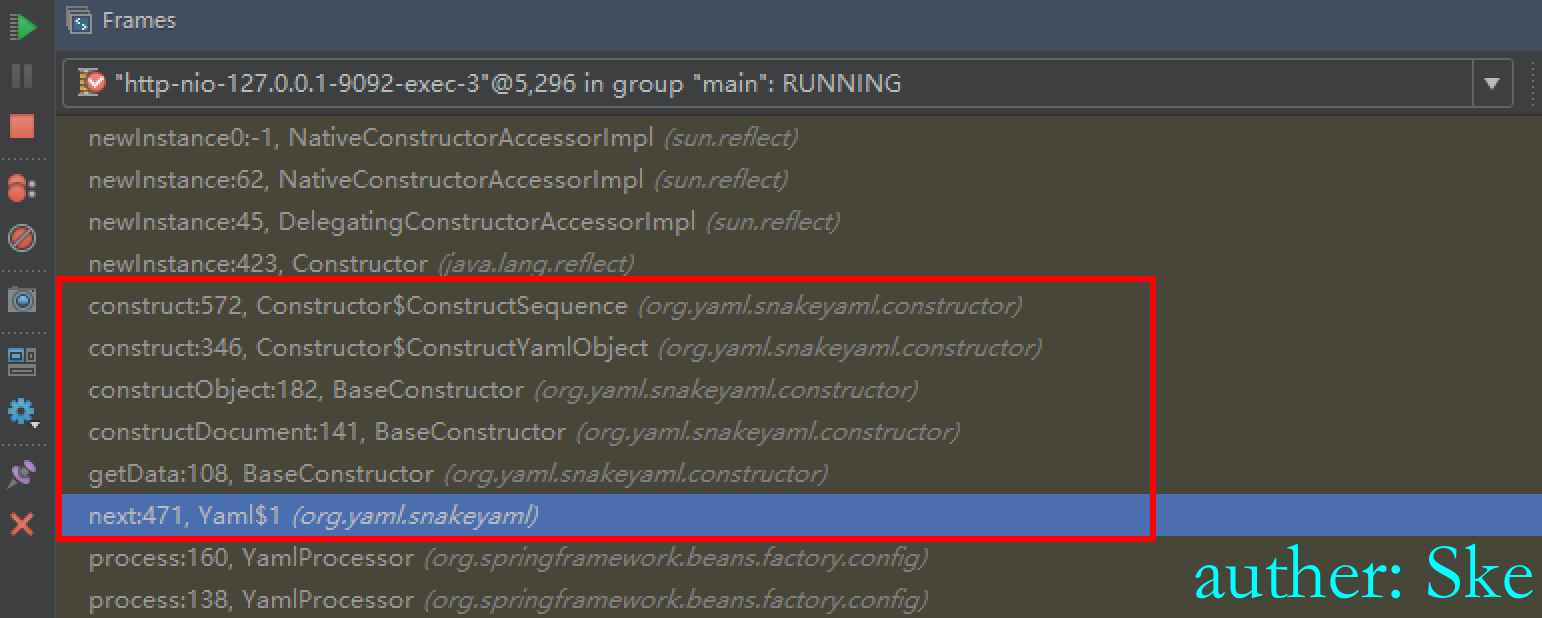 Frames
"http-nio-127.0.0.1-9092-exec-3"@5,296 in group "main": RUNNING
newInstance0:-1, NativeConstructorAccessorImpl (sun.reflect)
newInstance:62, NativeConstructorAccessorImpl (sun.reflect)
newInstance:45, DelegatingConstructorAccessorImpl (sun.reflect)
newInstance:423, Constructor (java.lang.reflect)
construct:572, Constructor$ConstructSequence (org.yaml.snakeyaml.constructor)
construct:346, Constructor$ConstructYamlObject (org.yaml.snakeyaml.constructor)
constructObject:182, BaseConstructor (org.yaml.snakeyaml.constructor)
constructDocument:141, BaseConstructor (org.yaml.snakeyaml.constructor)
getData:108, BaseConstructor (org.yaml.snakeyaml.constructor)
next:471, Yaml$1 (org.yaml.snakeyaml)
process:160, YamlProcessor (org.springframework.beans.factory.config)
process:138, YamlProcessor (org.springframework.beans.factory.config)
auther: Ske